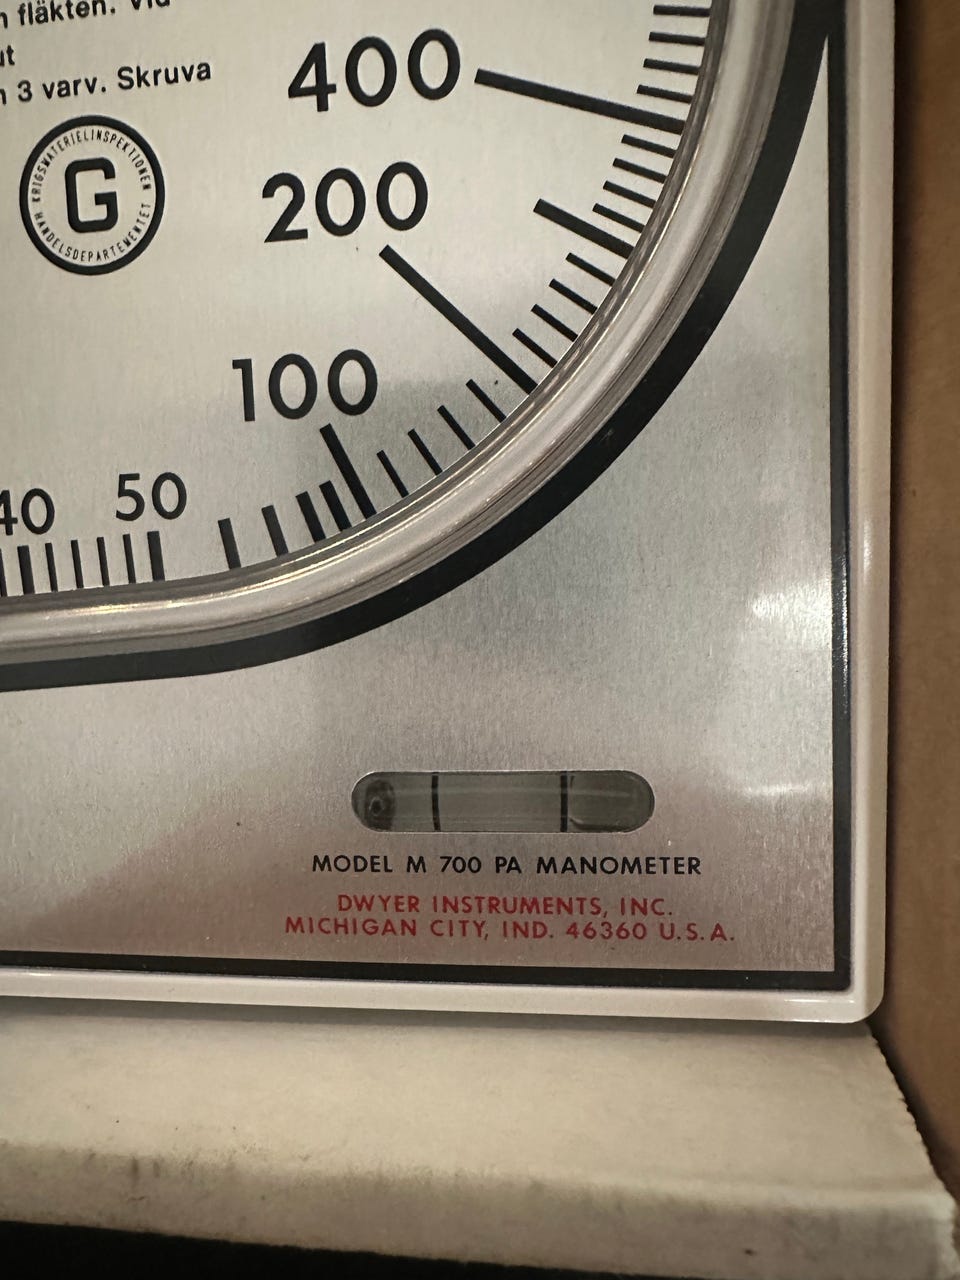 fläkten. Vid
ut
3 varv. Skruva
400
KRIGSMATERIELINSPEKTIONEN
G
HANDELSDEPARTEMENTET
200
100
40 50
MODEL M 700 PA MANOMETER
DWYER INSTRUMENTS, INC.
MICHIGAN CITY, IND. 46360 U.S.A.